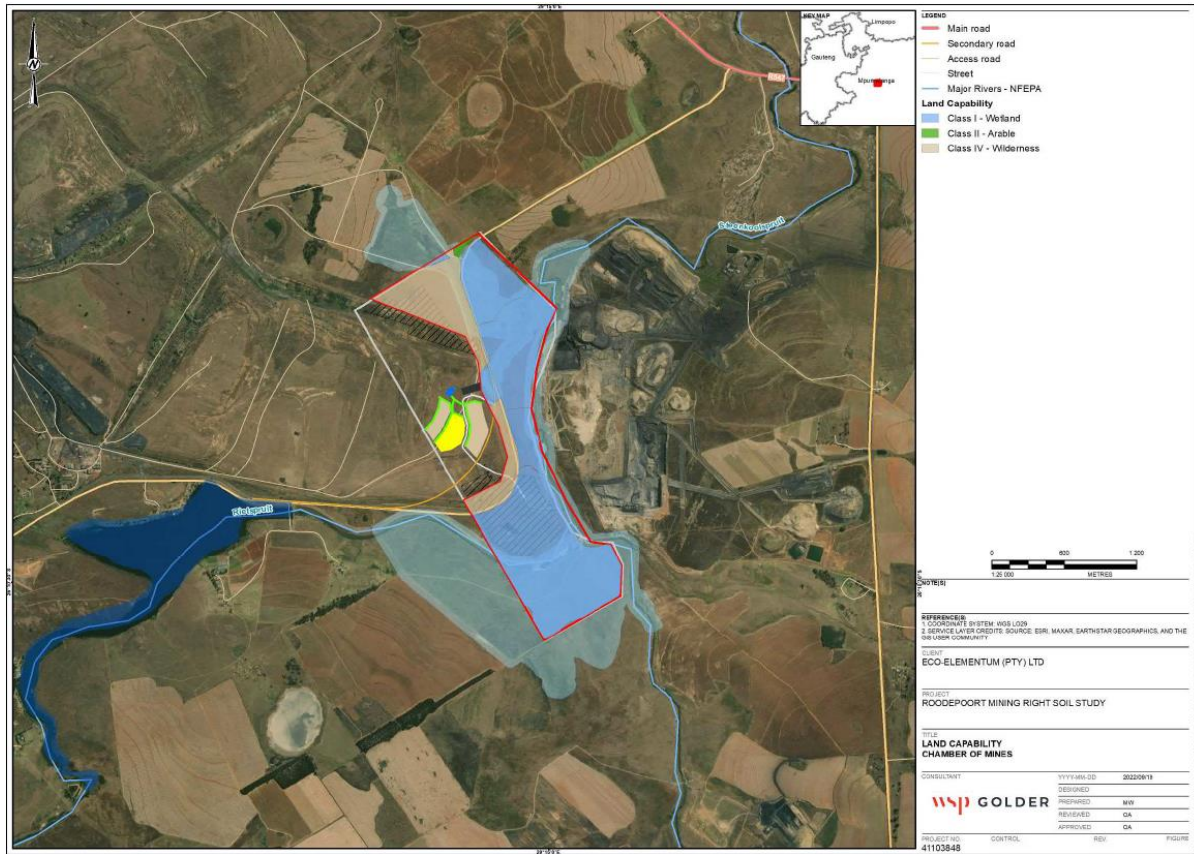 KEY MAP
Limpopo
Gauteng
Mpumalanga
N
R547
Steenkoolspruit
Rietspruit
LEGEND
Main road
Secondary road
Access road
Street
Major Rivers - NFEPA
Land Capability
Class I - Wetland
Class II - Arable
Class IV - Wilderness
0 600 1 200
1:25 000 METRES
NOTE(S)
REFERENCE(S)
1. COORDINATE SYSTEM: WGS LO29
2. SERVICE LAYER CREDITS: SOURCE: ESRI, MAXAR, EARTHSTAR GEOGRAPHICS, AND THE
GIS USER COMMUNITY
CLIENT
ECO-ELEMENTUM (PTY) LTD
PROJECT
ROODEPOORT MINING RIGHT SOIL STUDY
TITLE
LAND CAPABILITY
CHAMBER OF MINES
CONSULTANT
YYYY-MM-DD
DESIGNED
PREPARED MW
REVIEWED OA
APPROVED OA
wsp GOLDER
PROJECT NO. CONTROL REV. FIGURE
41103848